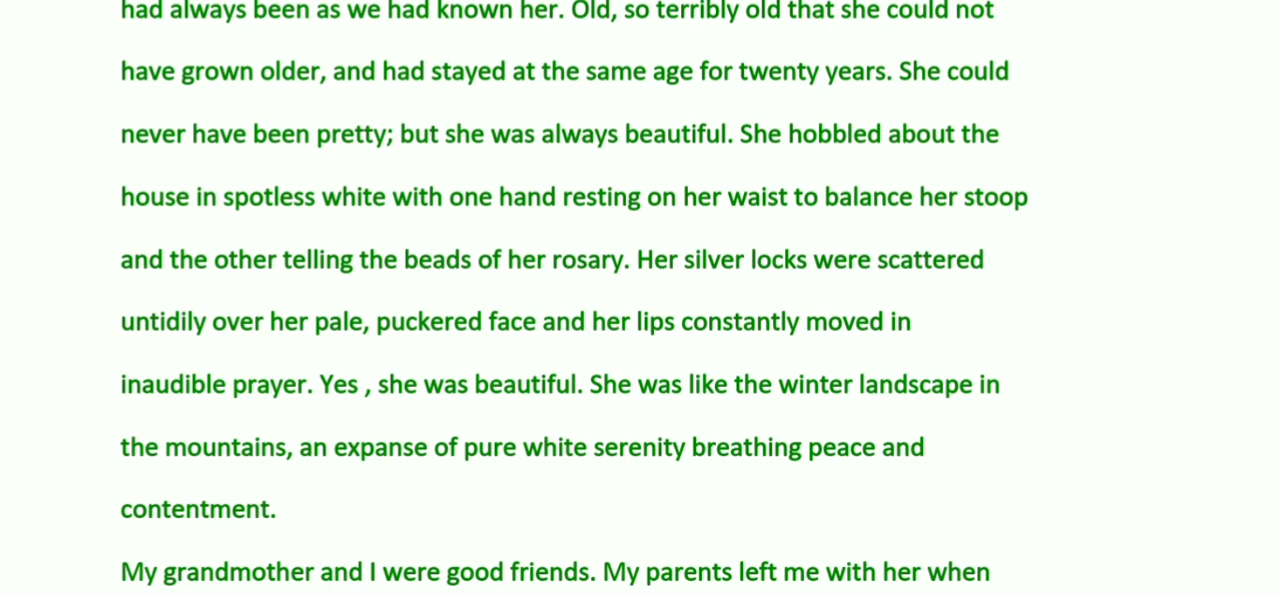 had always been as we had known her. Old, so terribly old that she could not
have grown older, and had stayed at the same age for twenty years. She could
never have been pretty; but she was always beautiful. She hobbled about the
house in spotless white with one hand resting on her waist to balance her stoop
and the other telling the beads of her rosary. Her silver locks were scattered
untidily over her pale, puckered face and her lips constantly moved in
inaudible prayer. Yes , she was beautiful. She was like the winter landscape in
the mountains, an expanse of pure white serenity breathing peace and
contentment.
My grandmother and I were good friends. My parents left me with her when